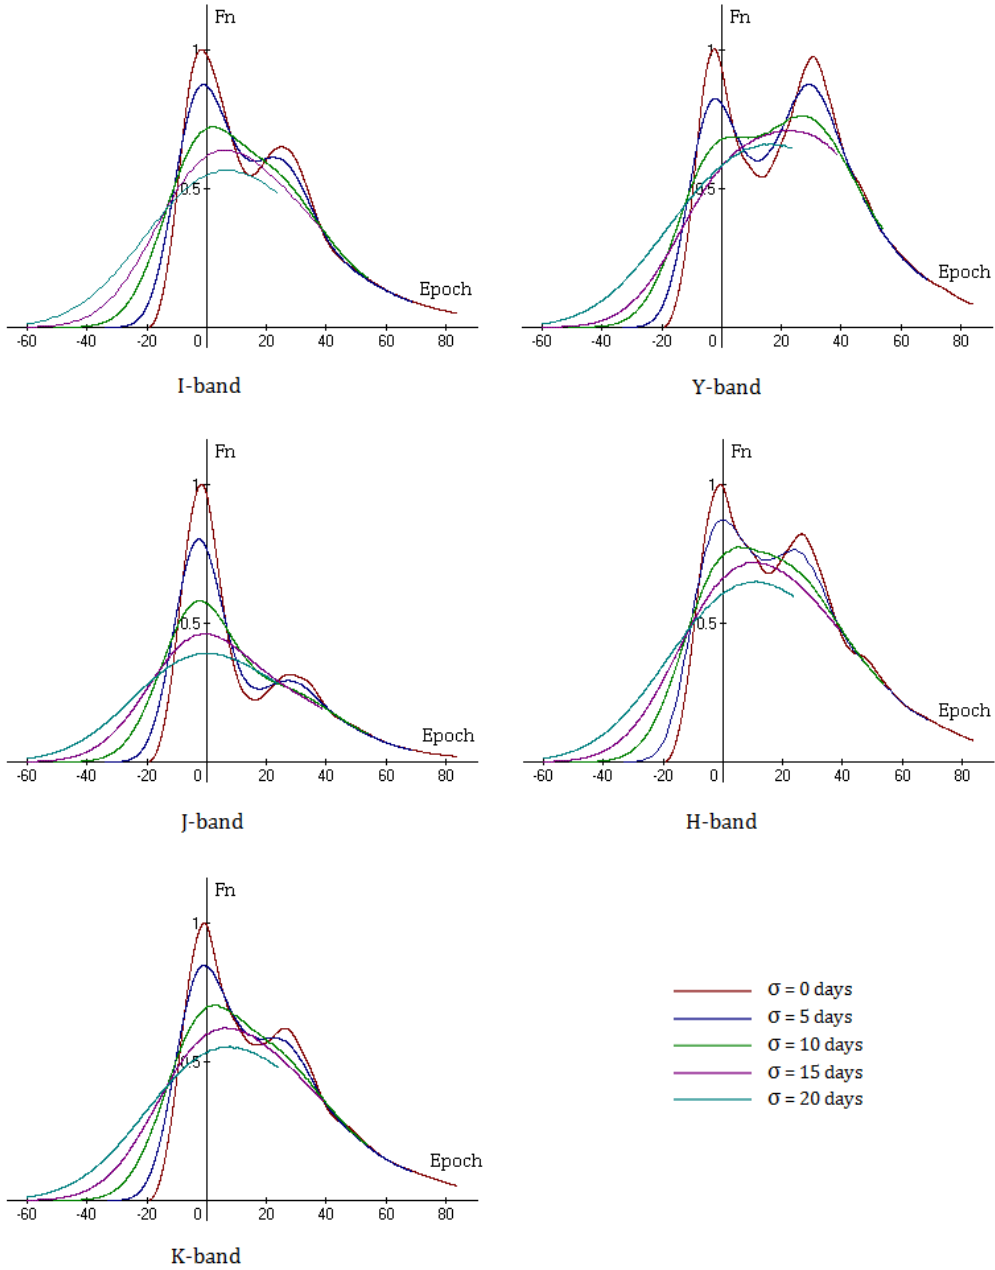 Fn
1
0.5
Epoch
-60 -40 -20 0 20 40 60 80
I-band
Fn
1
0.5
Epoch
-60 -40 -20 0 20 40 60 80
Y-band
Fn
1
0.5
Epoch
-60 -40 -20 0 20 40 60 80
J-band
Fn
1
0.5
Epoch
-60 -40 -20 0 20 40 60 80
H-band
Fn
1
0.5
Epoch
-60 -40 -20 0 20 40 60 80
K-band
σ = 0 days
σ = 5 days
σ = 10 days
σ = 15 days
σ = 20 days